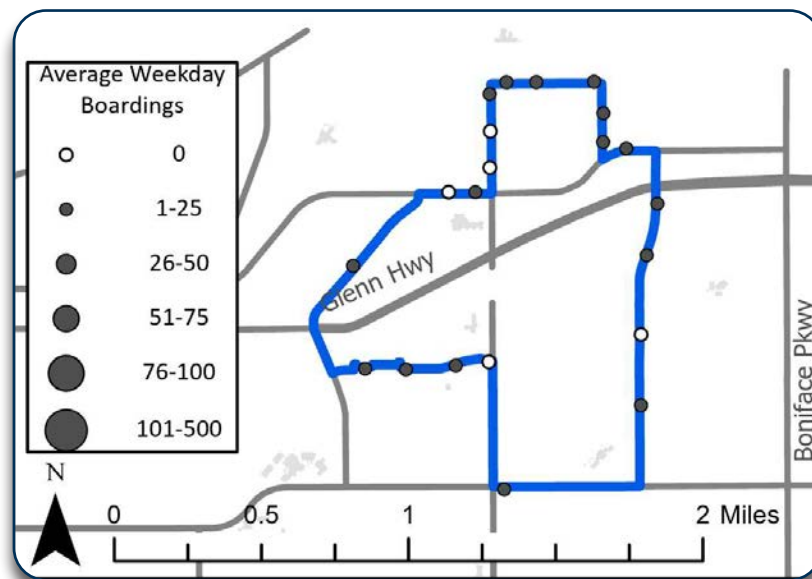 Average Weekday
Boardings
0
1-25
26-50
51-75
76-100
101-500
Glenn Hwy
Boniface Pkwy
N
0 0.5 1 2 Miles